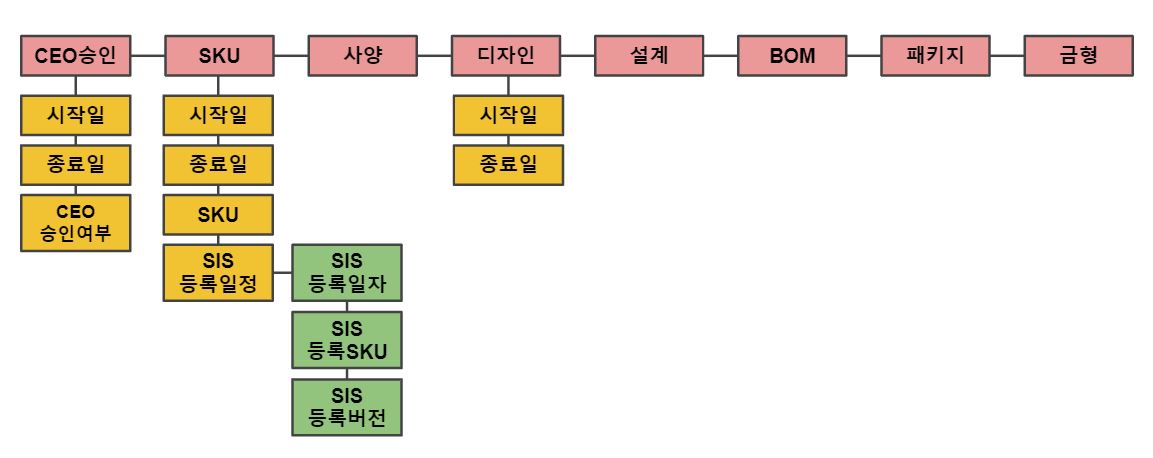 CEO승인
SKU
사양
디자인
설계
BOM
패키지
금형
시작일
종료일
CEO
승인여부
시작일
종료일
SKU
SIS
등록일정
SIS
등록일자
SIS
등록SKU
SIS
등록버전
시작일
종료일